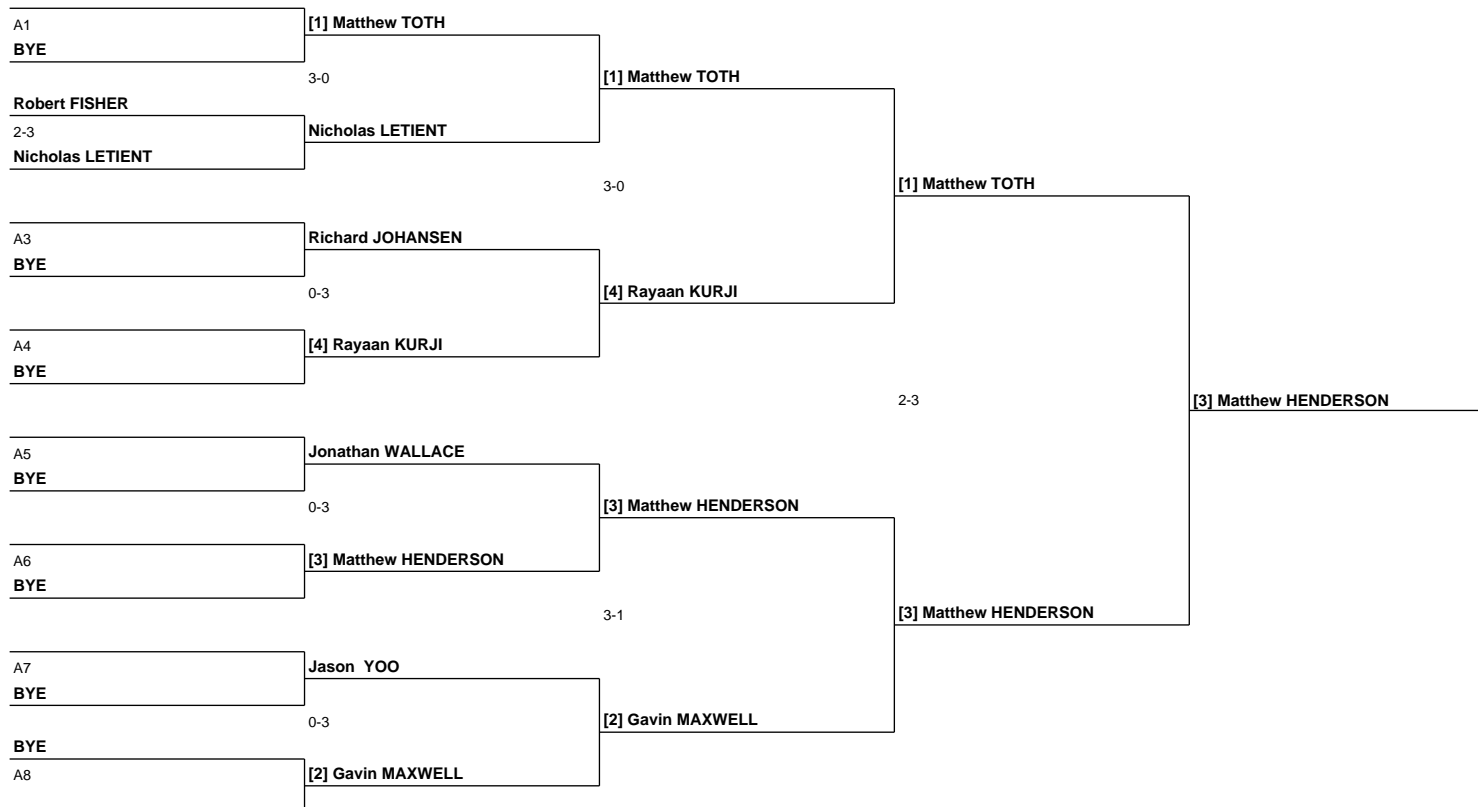 A1
[1] Matthew TOTH
BYE
3-0
[1] Matthew TOTH
Robert FISHER
2-3
Nicholas LETIENT
Nicholas LETIENT
3-0
[1] Matthew TOTH
A3
Richard JOHANSEN
BYE
0-3
[4] Rayaan KURJI
A4
[4] Rayaan KURJI
BYE
2-3
[3] Matthew HENDERSON
A5
Jonathan WALLACE
BYE
0-3
[3] Matthew HENDERSON
A6
[3] Matthew HENDERSON
BYE
3-1
[3] Matthew HENDERSON
A7
Jason  YOO
BYE
0-3
[2] Gavin MAXWELL
BYE
A8
[2] Gavin MAXWELL